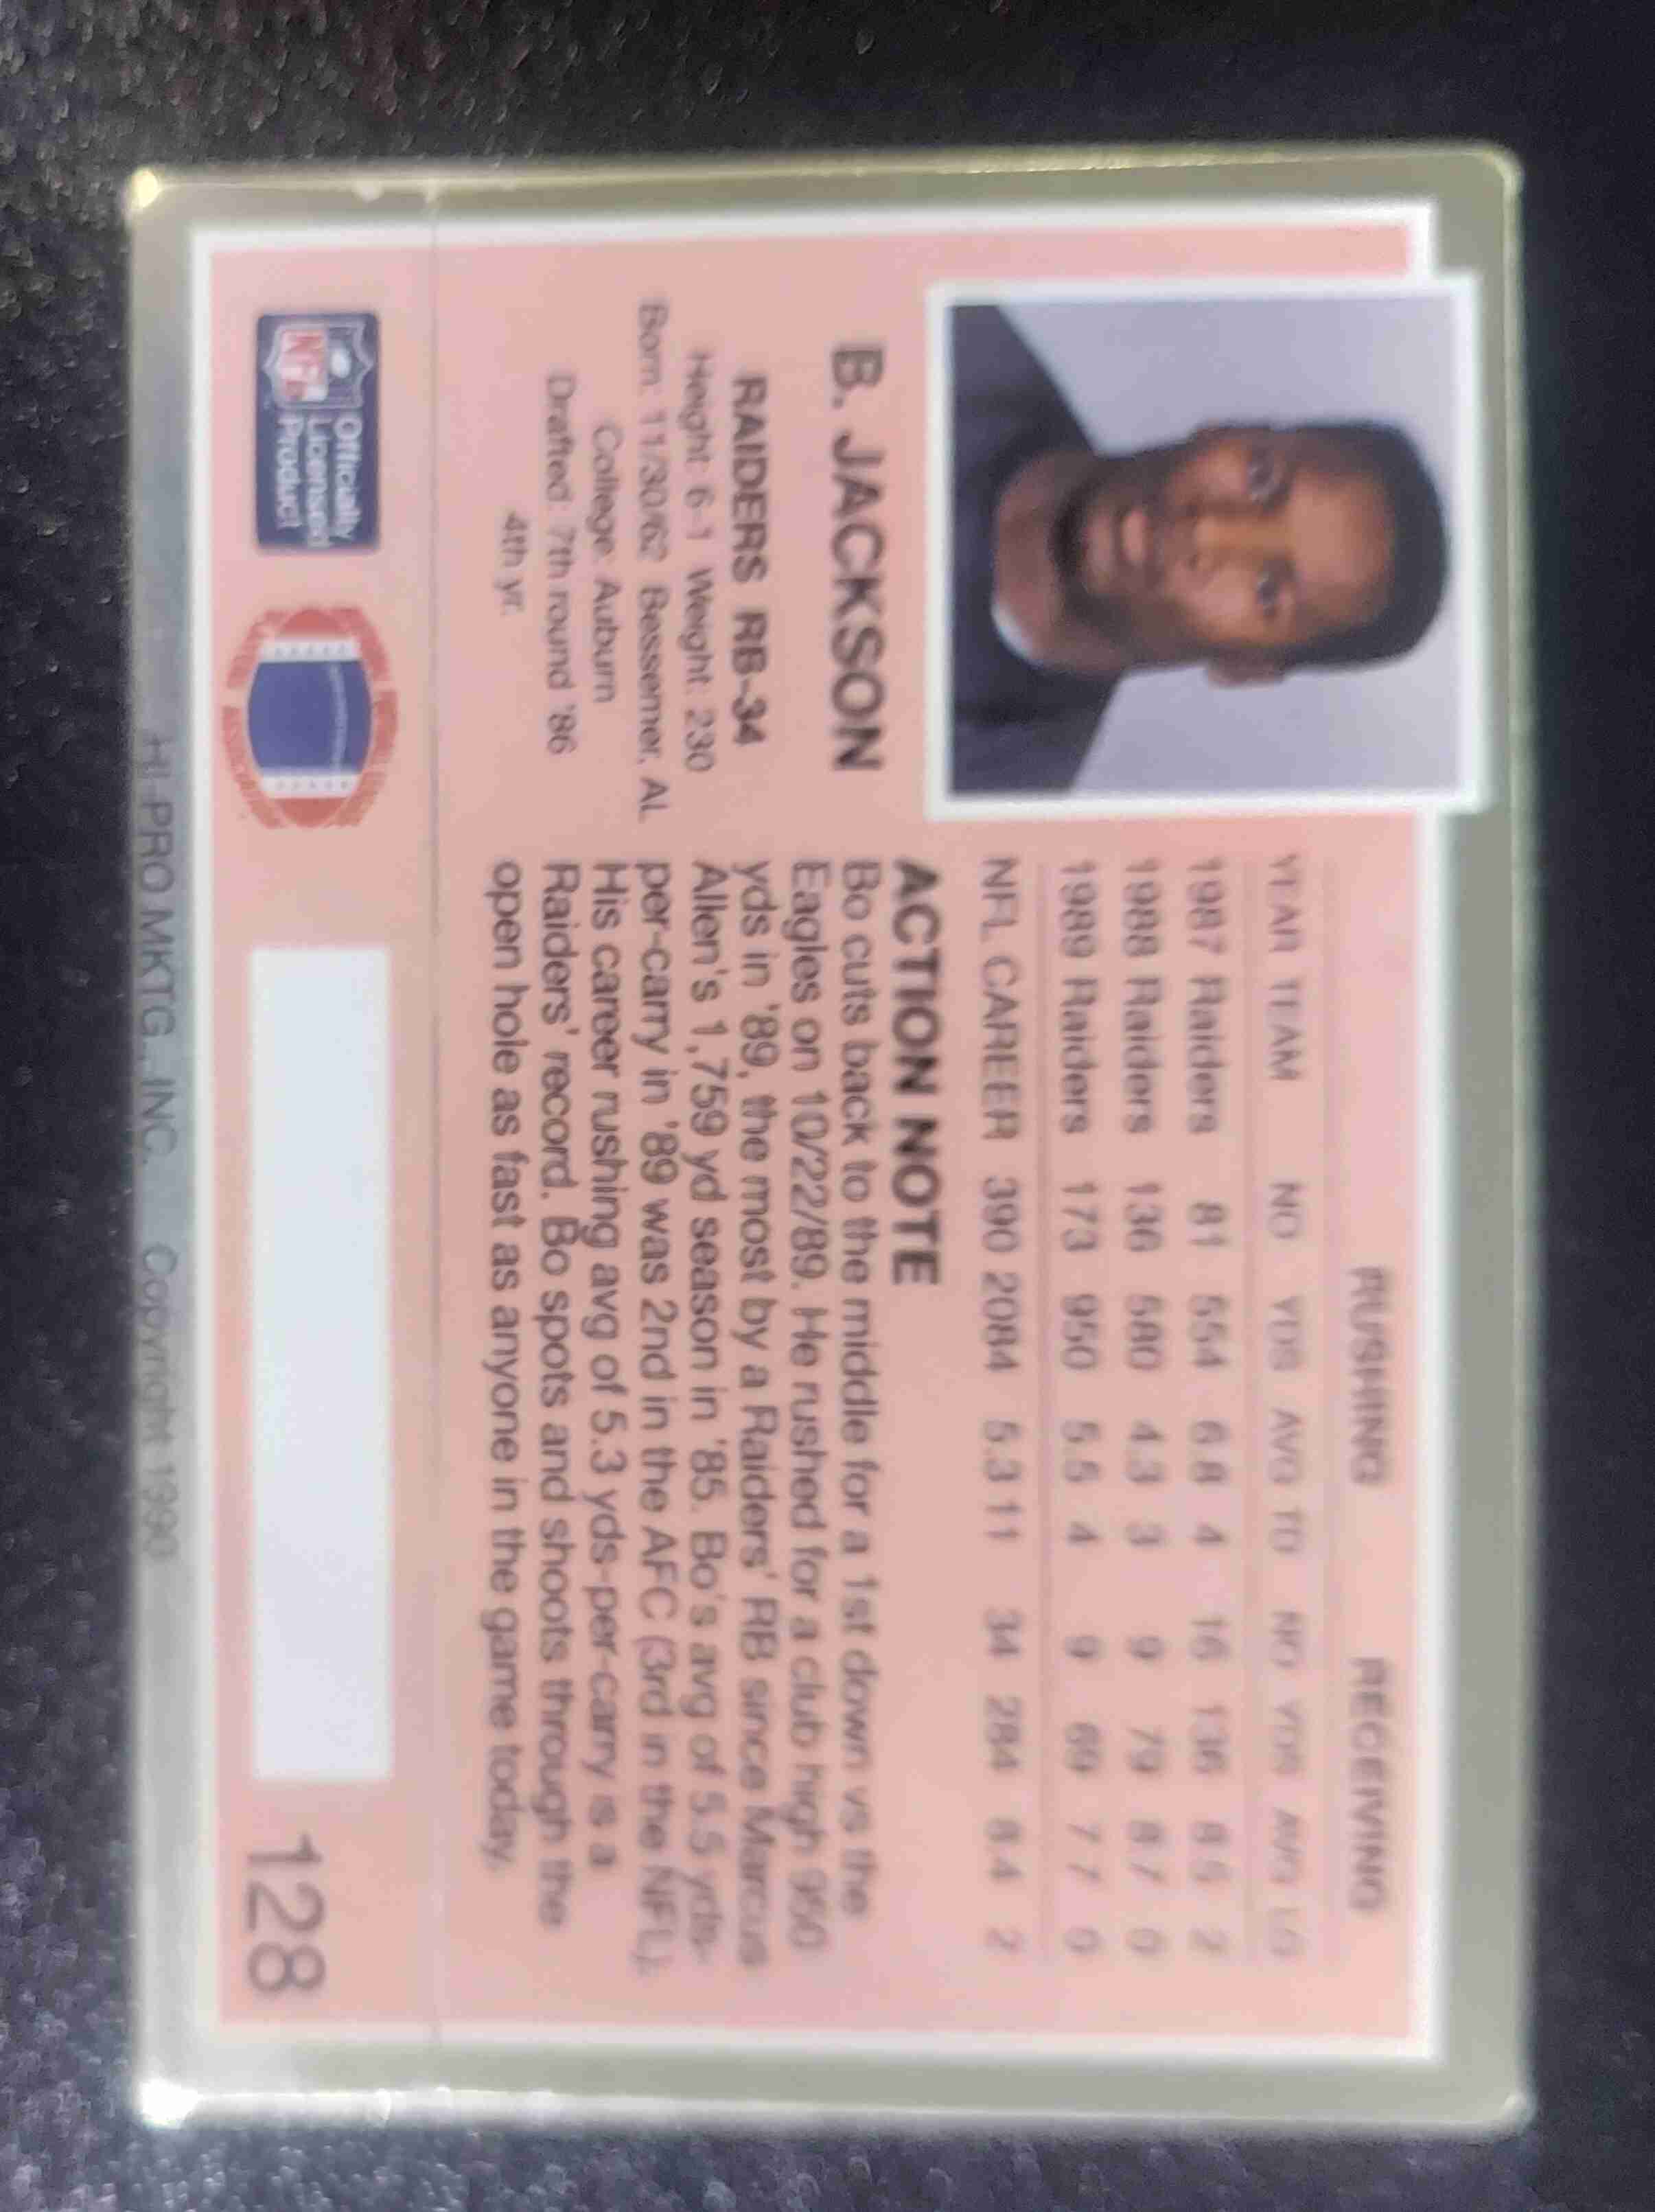 RUSHING RECEIVING
YEAR TEAM NO YDS AVG TD NO YDS AVG LG
1987 Raiders 81 554 6.8 4 16 136 8.5 2
1988 Raiders 136 580 4.3 3 9 79 8.7 0
1989 Raiders 173 950 5.5 4 9 69 7.7 0
NFL CAREER 390 2084 5.3 11 34 284 8.4 2
B. JACKSON
RAIDERS RB-34
Height: 6-1 Weight: 230
Born: 11/30/62 Bessemer, AL
College: Auburn
Drafted: 7th round '86
4th yr.
ACTION NOTE
Bo cuts back to the middle for a 1st down vs the
Eagles on 10/22/89. He rushed for a club high 950
yds in '89, the most by a Raiders' RB since Marcus
Allen's 1,759 yd season in '85. Bo's avg of 5.5 yds-
per-carry in '89 was 2nd in the AFC (3rd in the NFL).
His career rushing avg of 5.3 yds-per-carry is a
Raiders' record. Bo spots and shoots through the
open hole as fast as anyone in the game today.
NFL
Officially
Licensed
Product
128
HI-PRO MKTG., INC. Copyright 1990